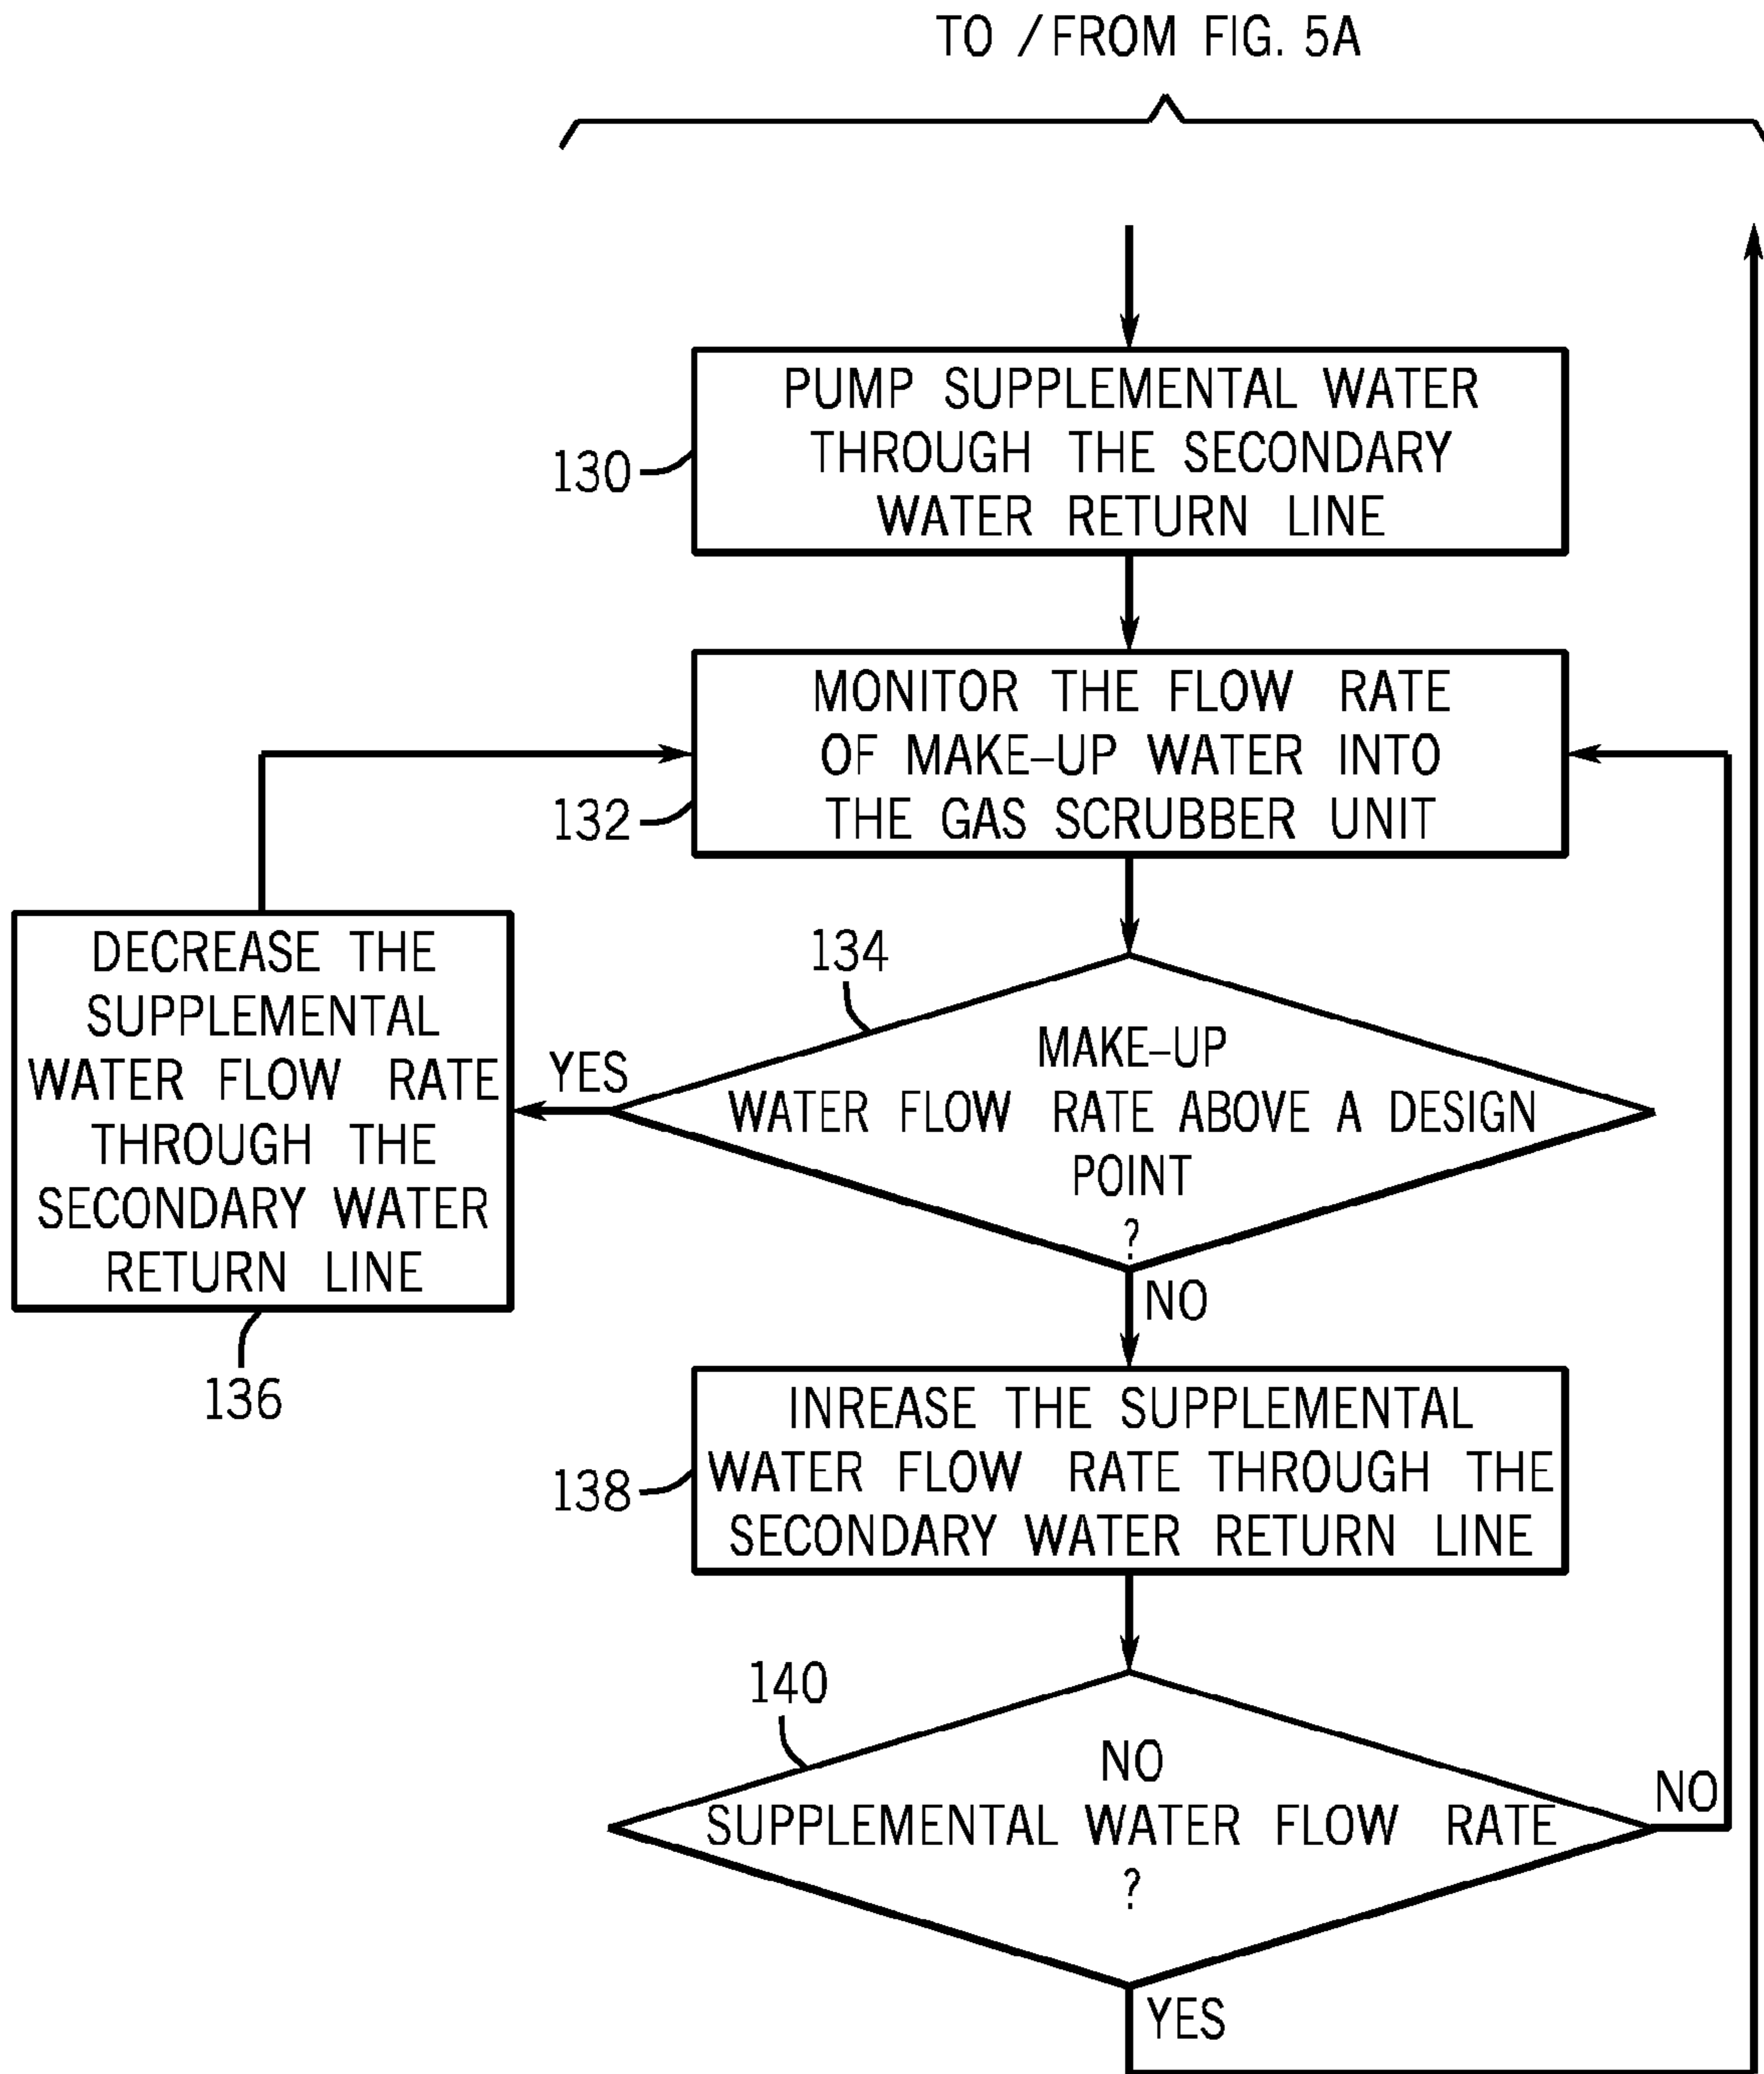 TO /FROM FIG. 5A
PUMP SUPPLEMENTAL WATER
THROUGH THE SECONDARY
WATER RETURN LINE
130
MONITOR THE FLOW RATE
OF MAKE-UP WATER INTO
THE GAS SCRUBBER UNIT
132
134
MAKE-UP
WATER FLOW RATE ABOVE A DESIGN
POINT
?
YES
DECREASE THE
SUPPLEMENTAL
WATER FLOW RATE
THROUGH THE
SECONDARY WATER
RETURN LINE
136
NO
INREASE THE SUPPLEMENTAL
WATER FLOW RATE THROUGH THE
SECONDARY WATER RETURN LINE
138
140
NO
SUPPLEMENTAL WATER FLOW RATE
?
NO
YES